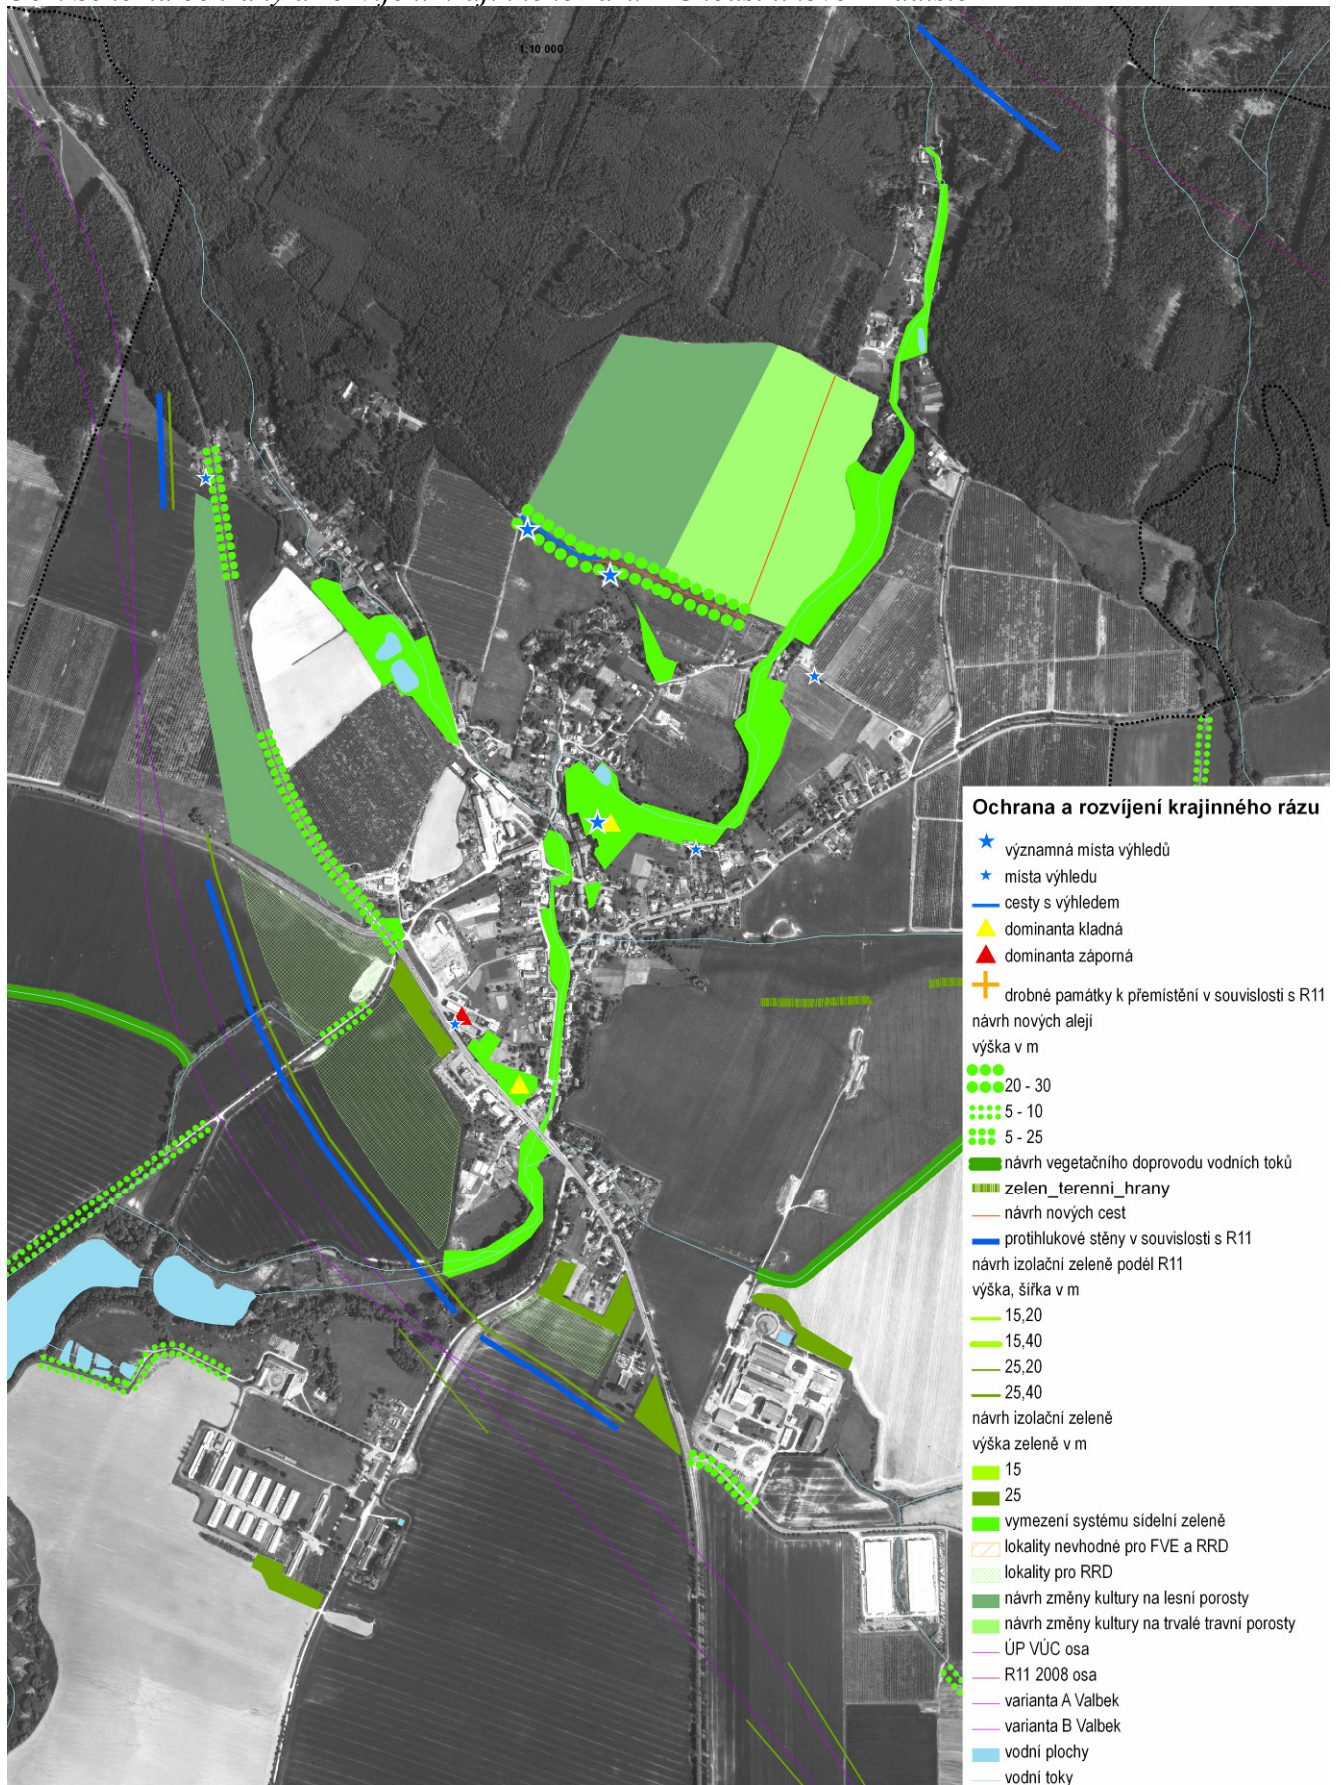 1:10 000
Ochrana a rozvíjení krajinného rázu
významná místa výhledů
místa výhledu
cesty s výhledem
dominanta kladná
dominanta záporná
drobné památky k přemístění v souvislosti s R11
návrh nových alejí
výška v m
20 - 30
5 - 10
5 - 25
návrh vegetačního doprovodu vodních toků
zelen_terenni_hrany
návrh nových cest
protihlukové stěny v souvislosti s R11
návrh izolační zeleně podél R11
výška, šířka v m
15,20
15,40
25,20
25,40
návrh izolační zeleně
výška zeleně v m
15
25
vymezení systému sídelní zeleně
lokality nevhodné pro FVE a RRD
lokality pro RRD
návrh změny kultury na lesní porosty
návrh změny kultury na trvalé travní porosty
ÚP VÚC osa
R11 2008 osa
varianta A Valbek
varianta B Valbek
vodní plochy
vodní toky